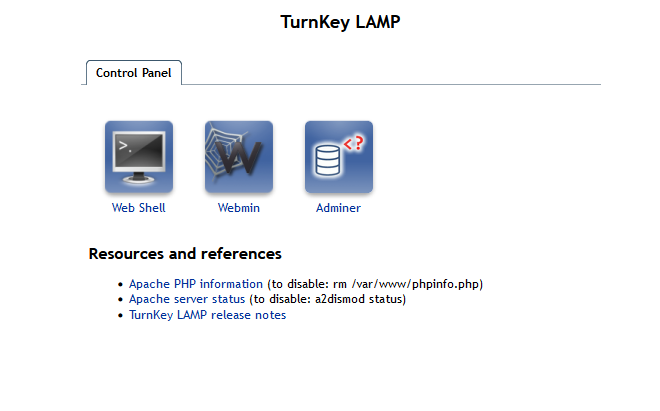 TurnKey LAMP
Control Panel
>_
W
<?
Web Shell
Webmin
Adminer
Resources and references
Apache PHP information (to disable: rm /var/www/phpinfo.php)
Apache server status (to disable: a2dismod status)
TurnKey LAMP release notes